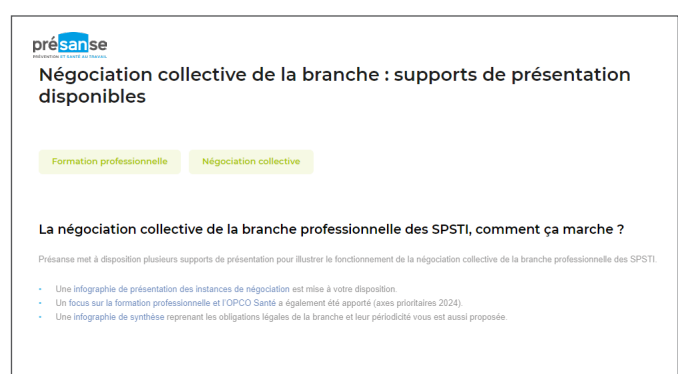 présanse
PRÉVENTION ET SANTÉ AU TRAVAIL
Négociation collective de la branche : supports de présentation
disponibles
Formation professionnelle
Négociation collective
La négociation collective de la branche professionnelle des SPSTI, comment ça marche ?
Présanse met à disposition plusieurs supports de présentation pour illustrer le fonctionnement de la négociation collective de la branche professionnelle des SPSTI.
- Une infographie de présentation des instances de négociation est mise à votre disposition.
- Un focus sur la formation professionnelle et l'OPCO Santé a également été apporté (axes prioritaires 2024).
- Une infographie de synthèse reprenant les obligations légales de la branche et leur périodicité vous est aussi proposée.